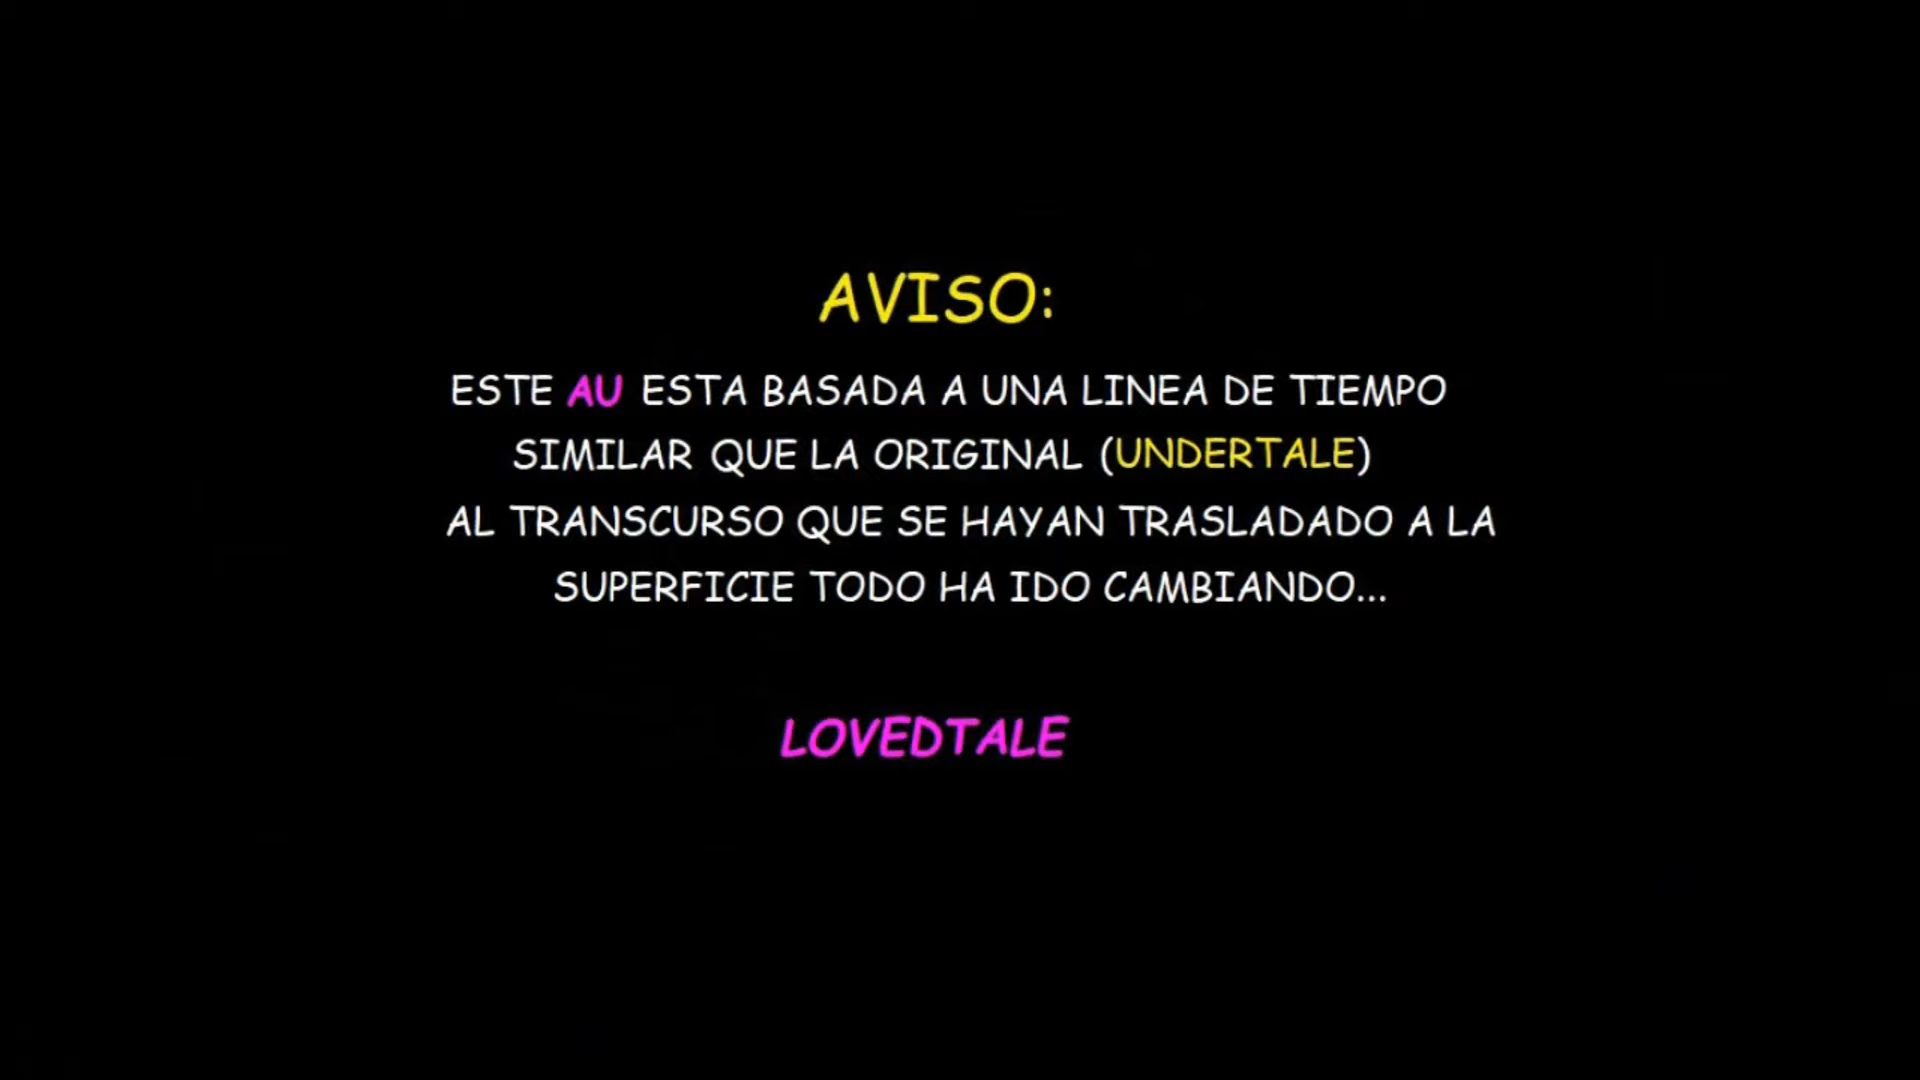 AVISO:
ESTE AU ESTA BASADA A UNA LINEA DE TIEMPO
SIMILAR QUE LA ORIGINAL (UNDERTALE)
AL TRANSCURSO QUE SE HAYAN TRASLADADO A LA
SUPERFICIE TODO HA IDO CAMBIANDO...
LOVEDTALE